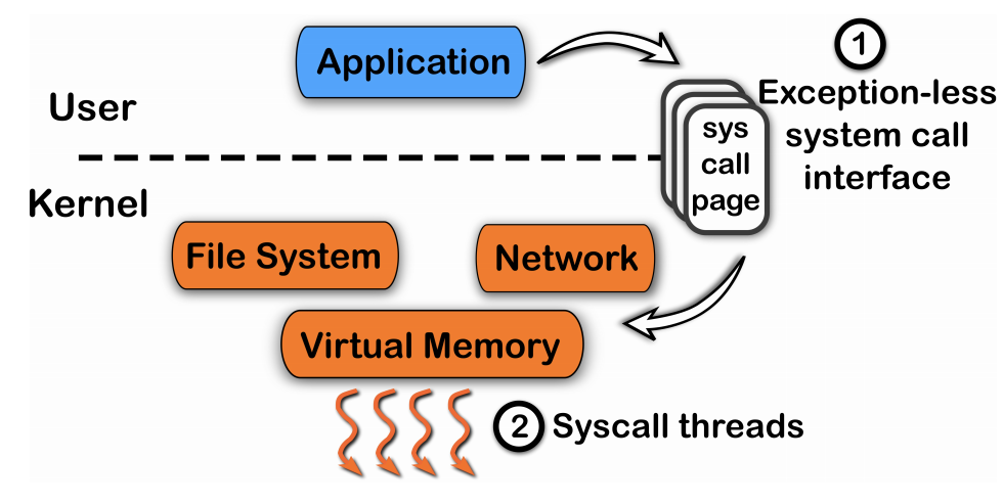 Application
1
Exception-less
system call
interface
User
sys
call
page
Kernel
File System
Network
Virtual Memory
2 Syscall threads